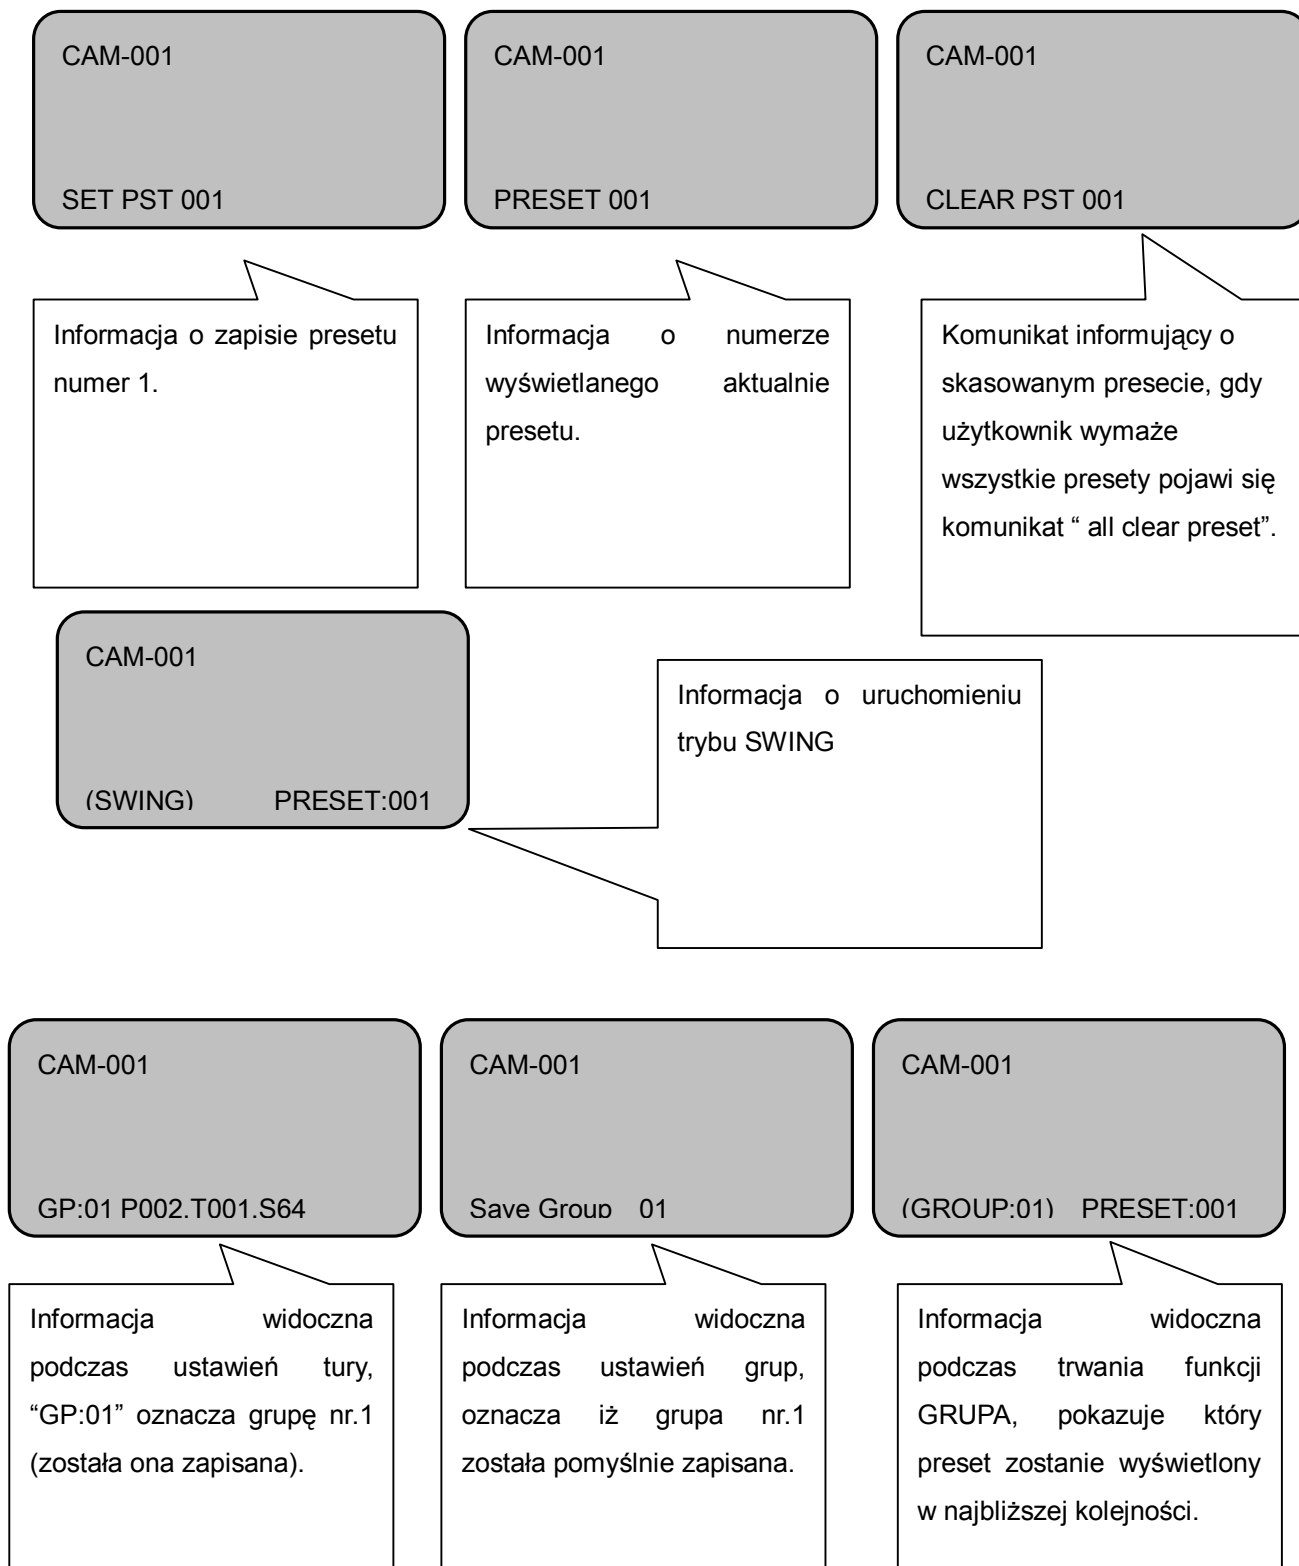 CAM-001
SET PST 001
CAM-001
PRESET 001
CAM-001
CLEAR PST 001
Informacja o zapisie presetu
numer 1.
Informacja o numerze
wyświetlanego aktualnie
presetu.
Komunikat informujący o
skasowanym presecie, gdy
użytkownik wymaże
wszystkie presety pojawi się
komunikat “ all clear preset”.
CAM-001
(SWING) PRESET:001
Informacja o uruchomieniu
trybu SWING
CAM-001
GP:01 P002.T001.S64
CAM-001
Save Group 01
CAM-001
(GROUP:01) PRESET:001
Informacja widoczna
podczas ustawień tury,
“GP:01” oznacza grupę nr.1
(została ona zapisana).
Informacja widoczna
podczas ustawień grup,
oznacza iż grupa nr.1
została pomyślnie zapisana.
Informacja widoczna
podczas trwania funkcji
GRUPA, pokazuje który
preset zostanie wyświetlony
w najbliższej kolejności.